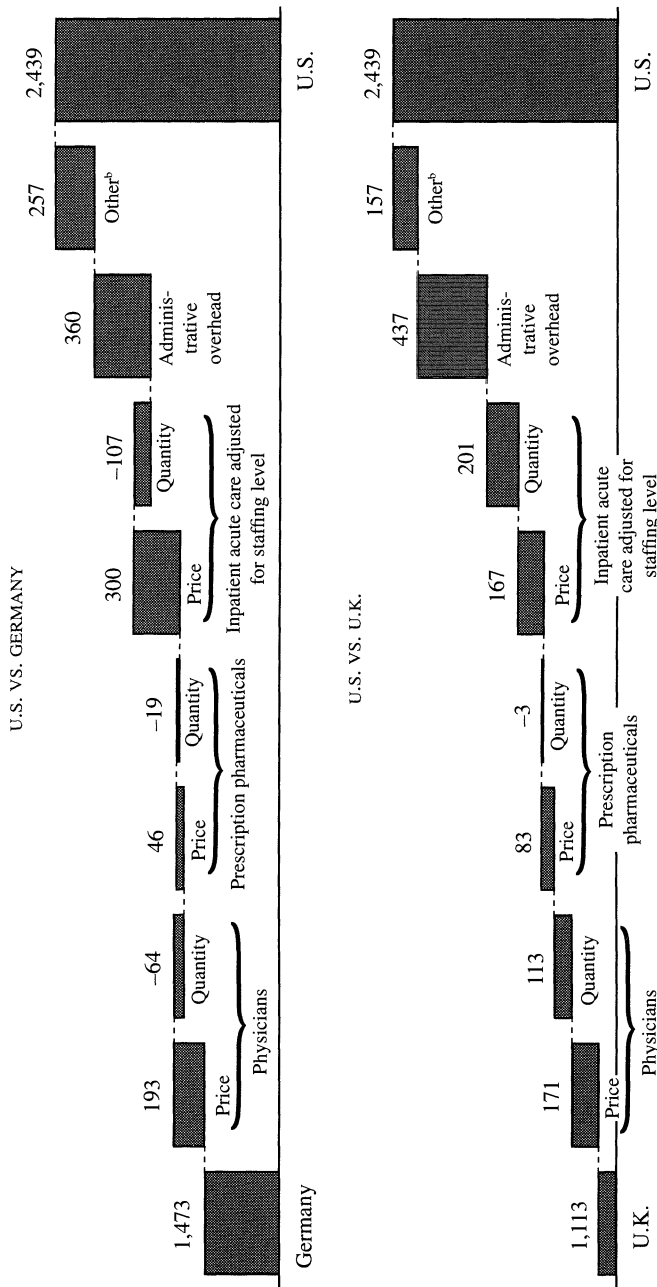 U.S. VS. GERMANY
1,473
193
–64
46
–19
300
–107
360
257
2,439
Germany
Price
Quantity
Price
Quantity
Price
Quantity
Adminis-
trative
overhead
Other^b
U.S.
Physicians
Prescription pharmaceuticals
Inpatient acute care adjusted
for staffing level
U.S. VS. U.K.
1,113
171
113
83
–3
167
201
437
157
2,439
U.K.
Price
Quantity
Price
Quantity
Price
Quantity
Adminis-
trative
overhead
Other^b
U.S.
Physicians
Prescription
pharmaceuticals
Inpatient acute
care adjusted for
staffing level